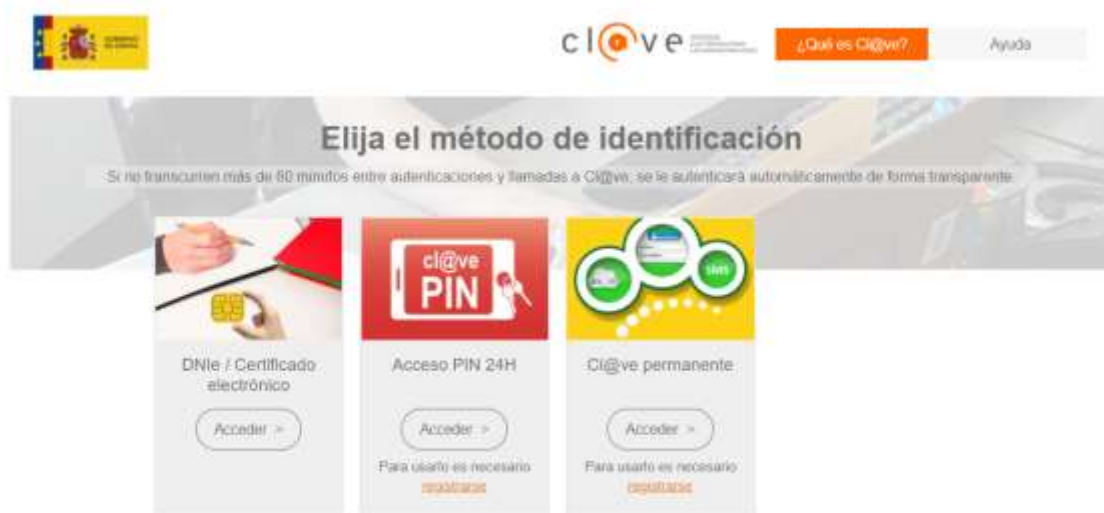 GOBIERNO
DE ESPAÑA
cl@ve
¿Qué es Cl@ve?
Ayuda
Elija el método de identificación
Si no transcurren más de 60 minutos entre autenticaciones y llamadas a Cl@ve, se le autenticará automáticamente de forma transparente
cl@ve
PIN
SMS
DNIe / Certificado
electrónico
Acceso PIN 24H
Cl@ve permanente
Acceder >
Acceder >
Acceder >
Para usarlo es necesario
registrarse
Para usarlo es necesario
registrarse